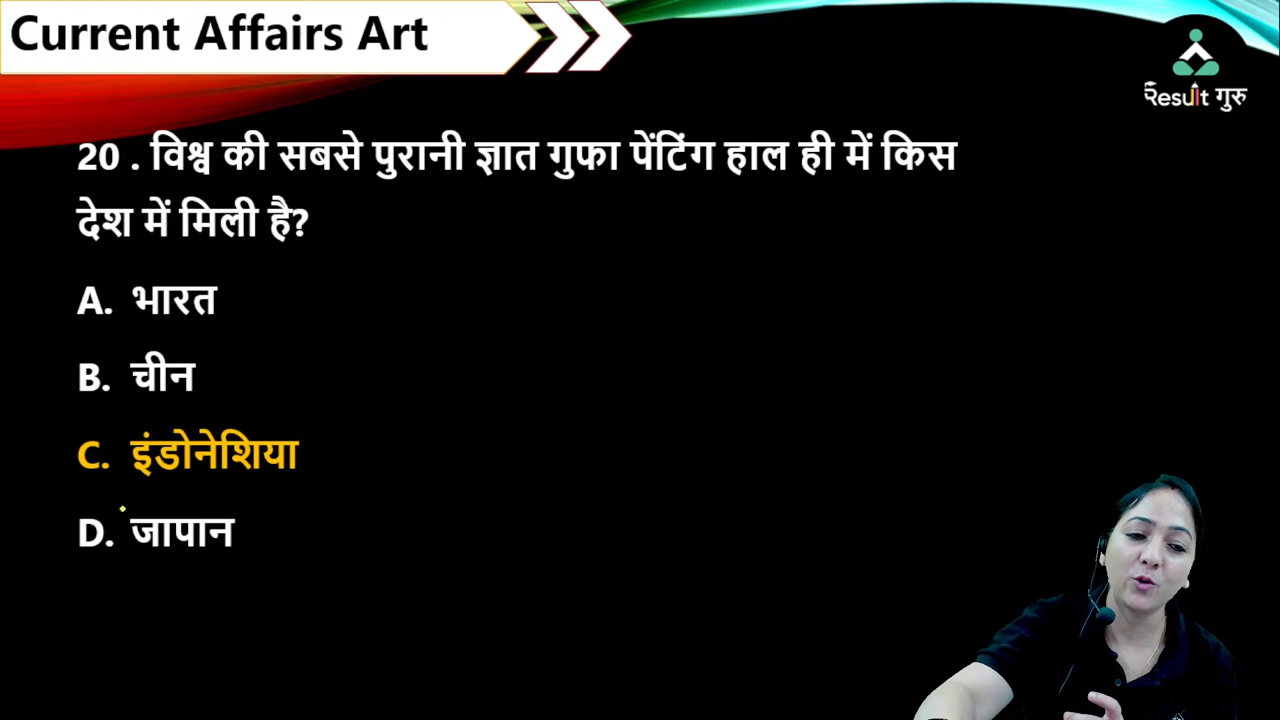 Current Affairs Art
Result गुरु
20 . विश्व की सबसे पुरानी ज्ञात गुफा पेंटिंग हाल ही में किस
देश में मिली है?
A. भारत
B. चीन
C. इंडोनेशिया
D. जापान